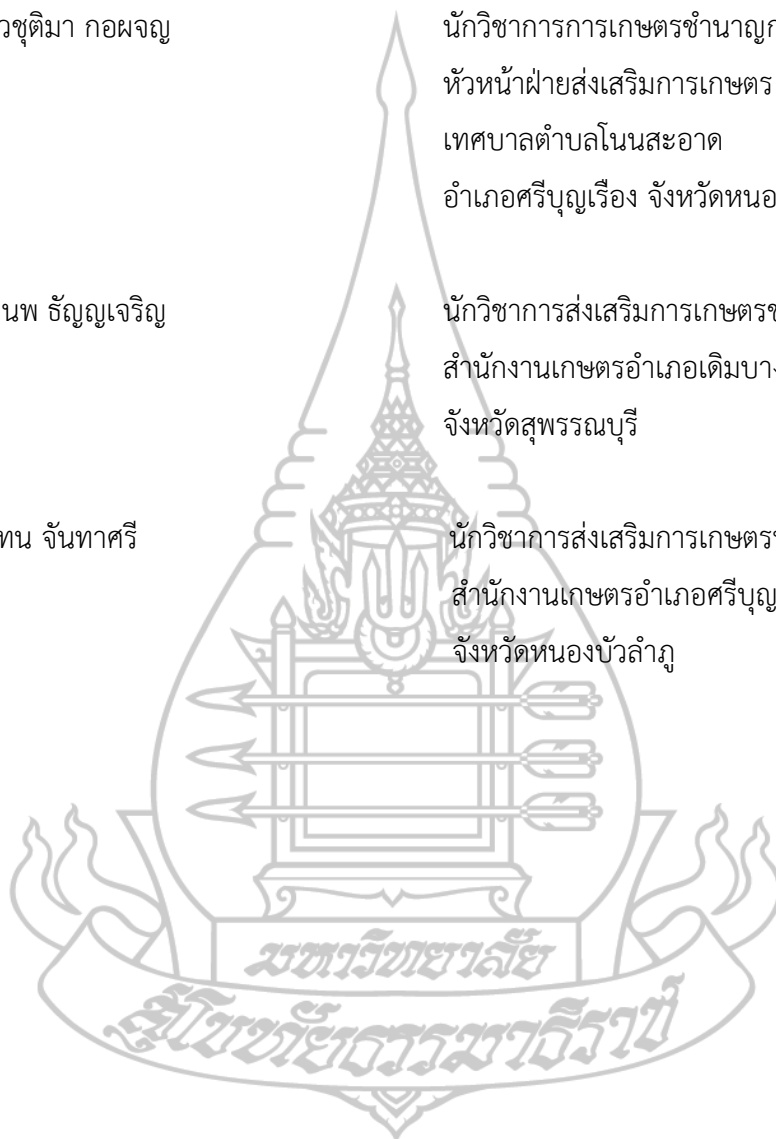 วชุติมา กอผจญ นักวิชาการการเกษตรชำนาญก
หัวหน้าฝ่ายส่งเสริมการเกษตร
เทศบาลตำบลโนนสะอาด
อำเภอศรีบุญเรือง จังหวัดหนอ
นพ ธัญญเจริญ นักวิชาการส่งเสริมการเกษตรช
สำนักงานเกษตรอำเภอเดิมบาง
จังหวัดสุพรรณบุรี
ทน จันทาศรี นักวิชาการส่งเสริมการเกษตร
สำนักงานเกษตรอำเภอศรีบุญ
จังหวัดหนองบัวลำภู
มหาวิทยาลัย
สุโขทัยธรรมาธิราช